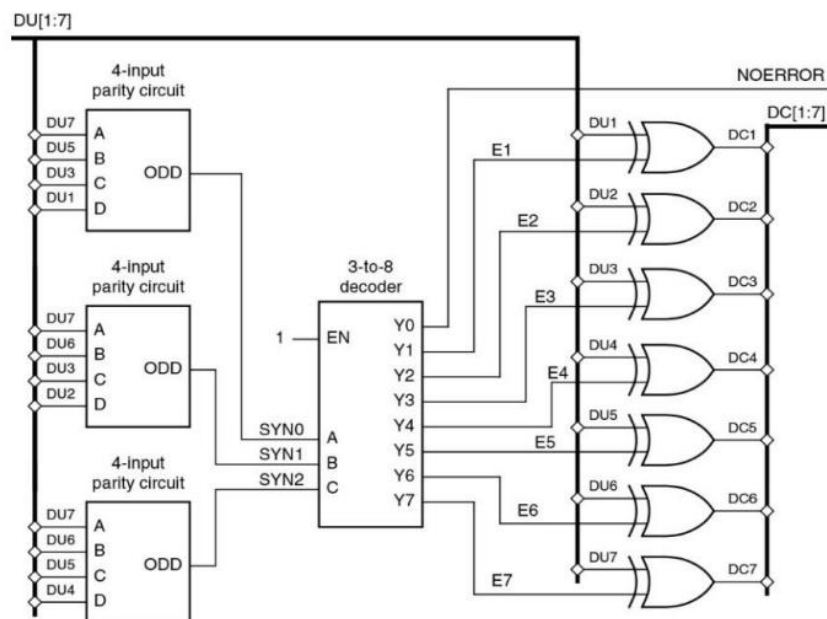 DU[1:7]
4-input
parity circuit
DU7
A
DU5
B
DU3
C
DU1
D
ODD
4-input
parity circuit
DU7
A
DU6
B
DU3
C
DU2
D
ODD
4-input
parity circuit
DU7
A
DU6
B
DU5
C
DU4
D
ODD
SYN0
SYN1
SYN2
3-to-8
decoder
1
EN
A
B
C
Y0
Y1
Y2
Y3
Y4
Y5
Y6
Y7
NOERROR
DC[1:7]
E1
DU1
DC1
E2
DU2
DC2
E3
DU3
DC3
E4
DU4
DC4
E5
DU5
DC5
E6
DU6
DC6
E7
DU7
DC7